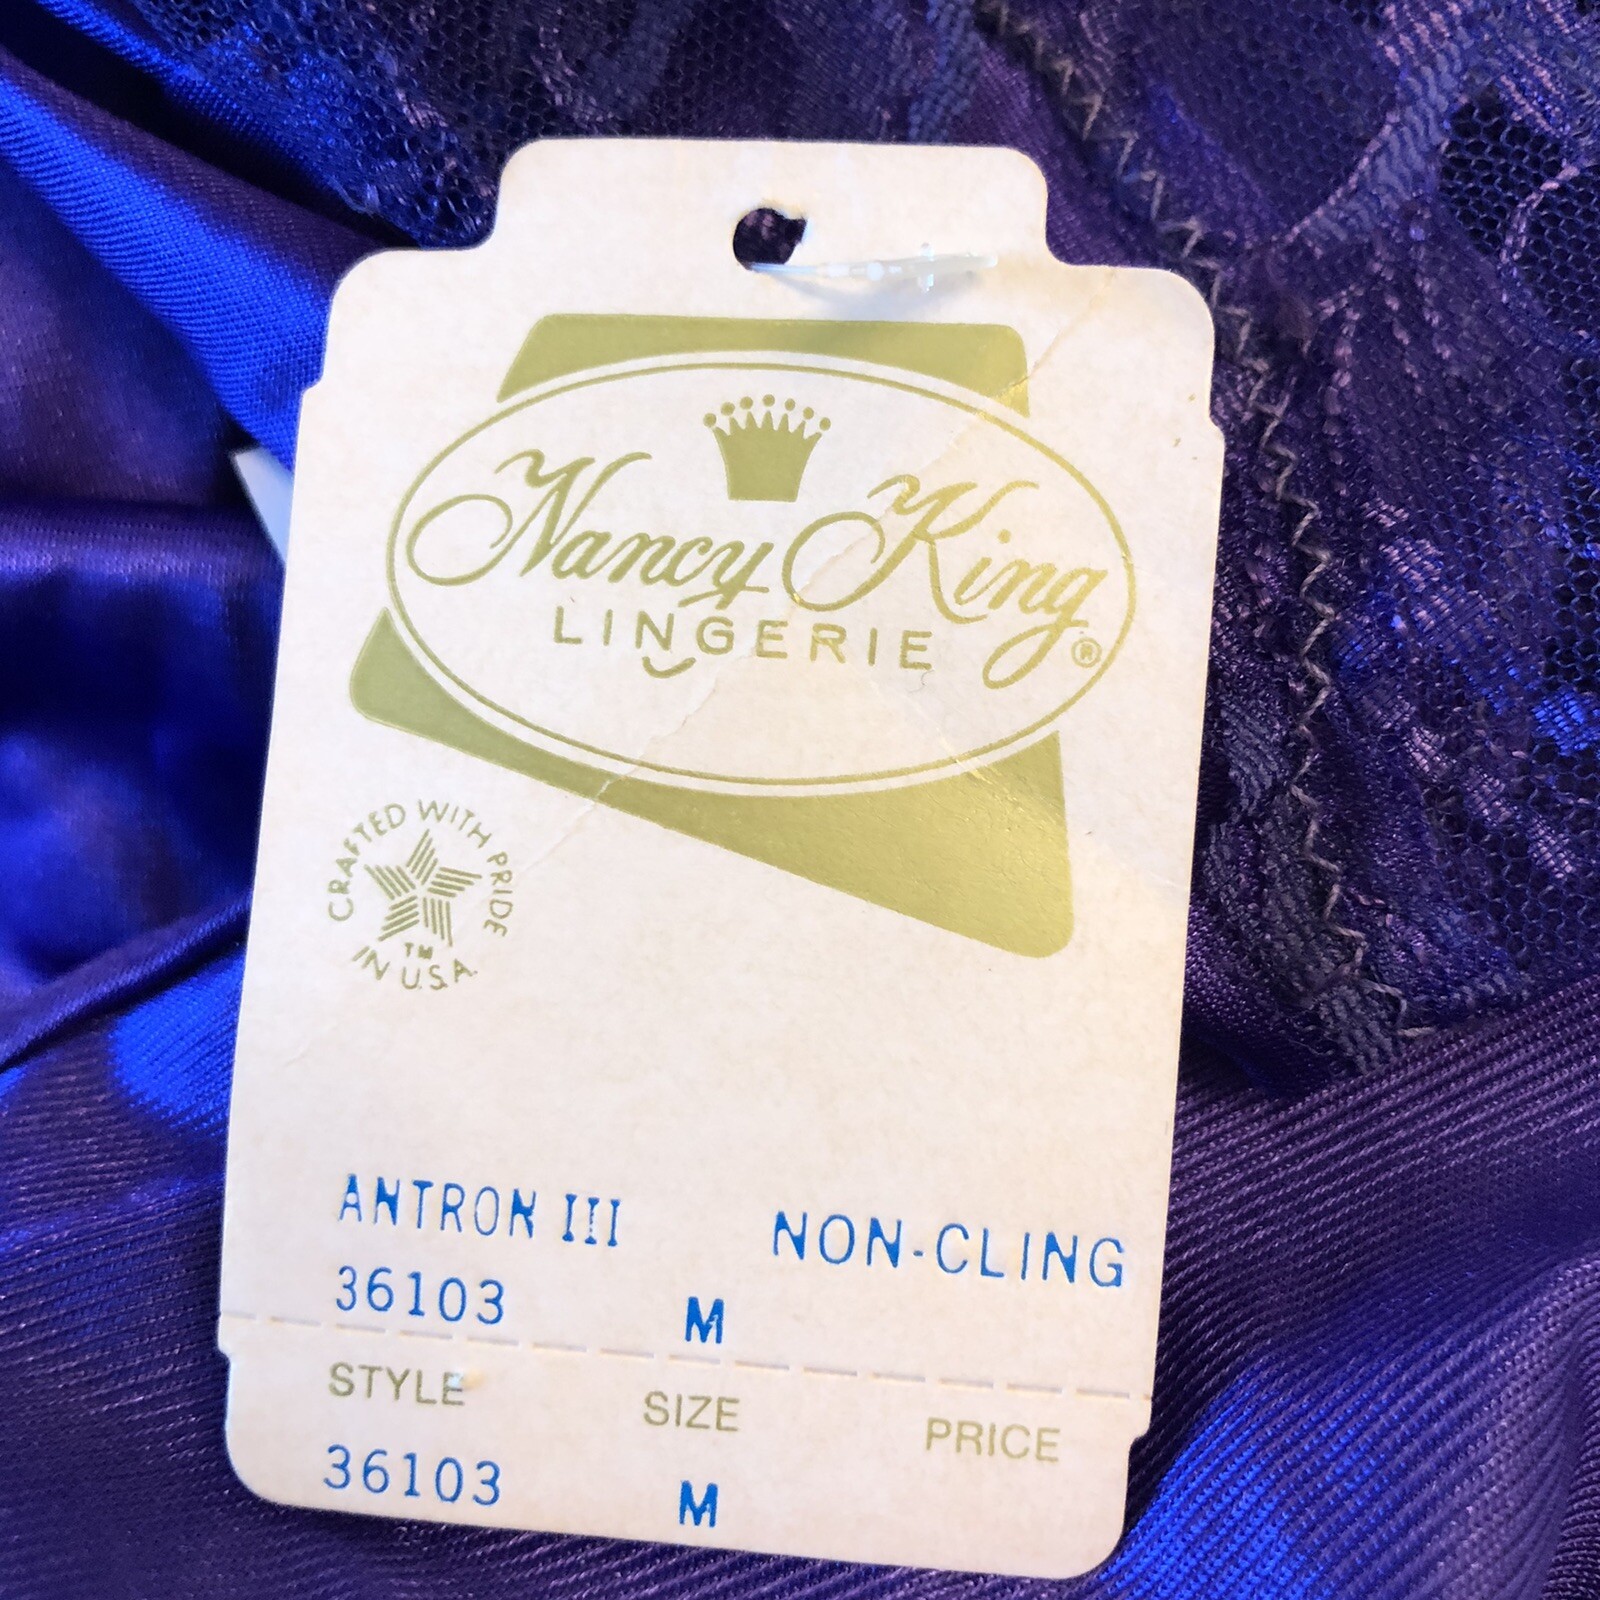 Nancy King
LINGERIE ®
CRAFTED WITH PRIDE
TM
IN U.S.A.
ANTRON III NON-CLING
36103 M
STYLE SIZE PRICE
36103 M